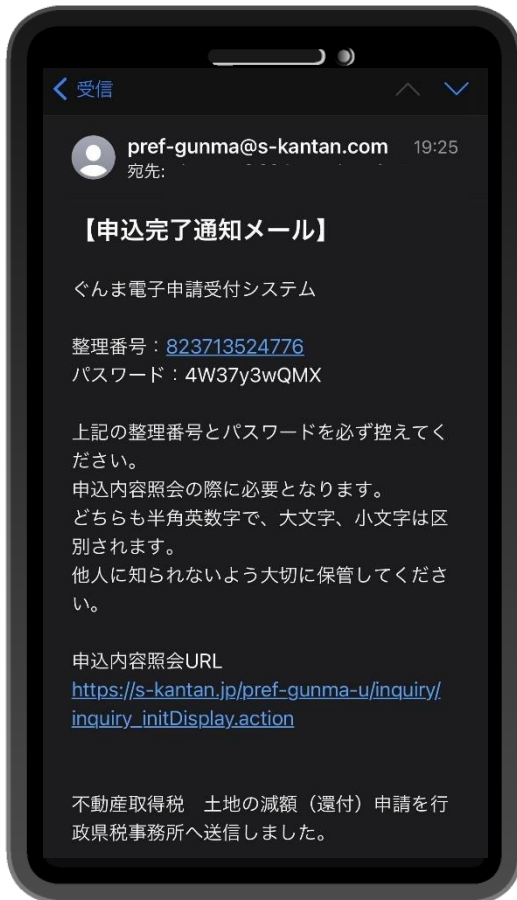 受信
pref-gunma@s-kantan.com 19:25
宛先:
【申込完了通知メール】
ぐんま電子申請受付システム
整理番号：823713524776
パスワード：4W37y3wQMX
上記の整理番号とパスワードを必ず控えてく
ださい。
申込内容照会の際に必要となります。
どちらも半角英数字で、大文字、小文字は区
別されます。
他人に知られないよう大切に保管してくださ
い。
申込内容照会URL
https://s-kantan.jp/pref-gunma-u/inquiry/
inquiry_initDisplay.action
不動産取得税　土地の減額（還付）申請を行
政県税事務所へ送信しました。